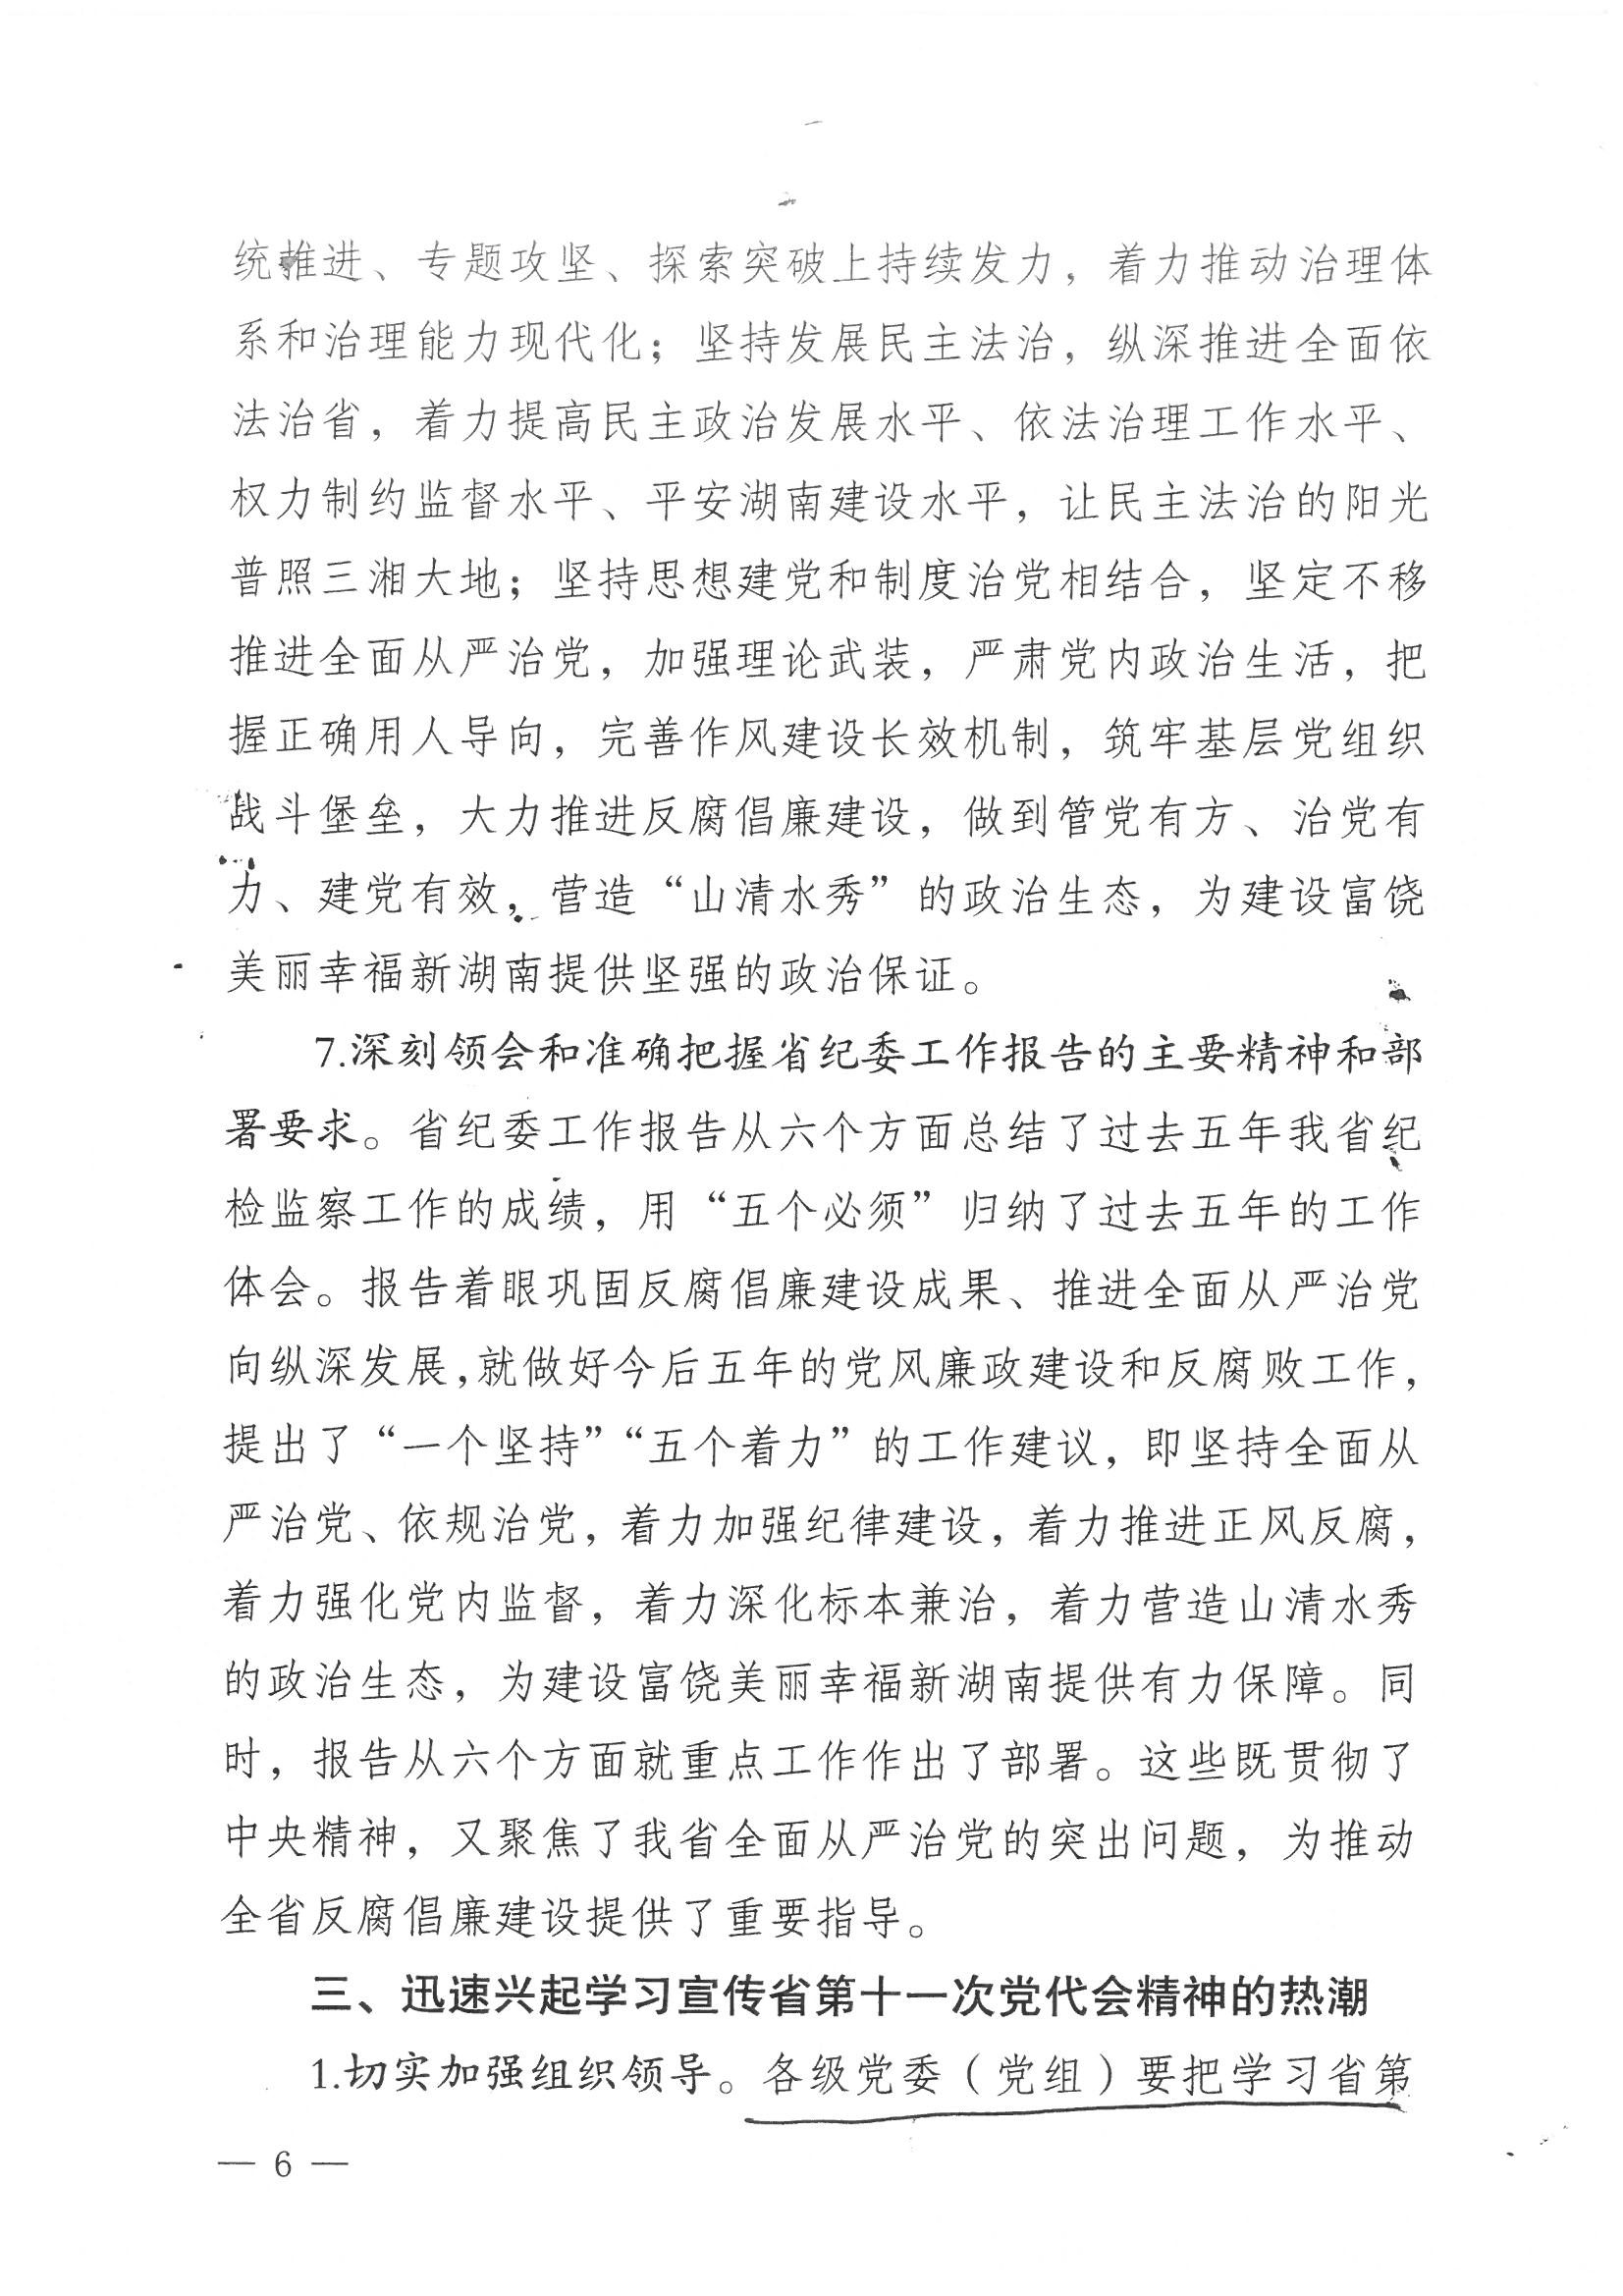 统推进、专题攻坚、探索突破上持续发力，着力推动治理体
系和治理能力现代化；坚持发展民主法治，纵深推进全面依
法治省，着力提高民主政治发展水平、依法治理工作水平、
权力制约监督水平、平安湖南建设水平，让民主法治的阳光
普照三湘大地；坚持思想建党和制度治党相结合，坚定不移
推进全面从严治党，加强理论武装，严肃党内政治生活，把
握正确用人导向，完善作风建设长效机制，筑牢基层党组织
战斗堡垒，大力推进反腐倡廉建设，做到管党有方、治党有
力、建党有效，营造“山清水秀”的政治生态，为建设富饶
美丽幸福新湖南提供坚强的政治保证。
7.深刻领会和准确把握省纪委工作报告的主要精神和部
署要求。省纪委工作报告从六个方面总结了过去五年我省纪
检监察工作的成绩，用“五个必须”归纳了过去五年的工作
体会。报告着眼巩固反腐倡廉建设成果、推进全面从严治党
向纵深发展，就做好今后五年的党风廉政建设和反腐败工作，
提出了“一个坚持”“五个着力”的工作建议，即坚持全面从
严治党、依规治党，着力加强纪律建设，着力推进正风反腐，
着力强化党内监督，着力深化标本兼治，着力营造山清水秀
的政治生态，为建设富饶美丽幸福新湖南提供有力保障。同
时，报告从六个方面就重点工作作出了部署。这些既贯彻了
中央精神，又聚焦了我省全面从严治党的突出问题，为推动
全省反腐倡廉建设提供了重要指导。
三、迅速兴起学习宣传省第十一次党代会精神的热潮
1.切实加强组织领导。各级党委（党组）要把学习省第
— 6 —